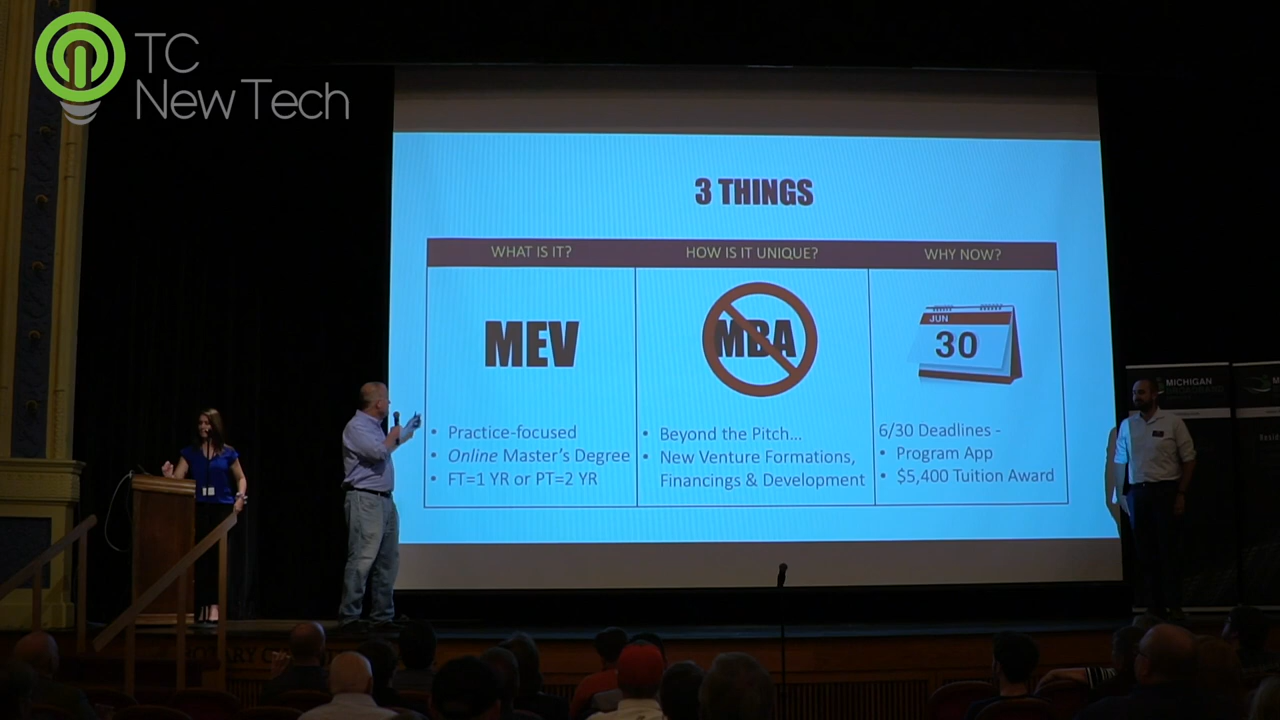 TC
NewTech
3 THINGS
WHAT IS IT?
HOW IS IT UNIQUE?
WHY NOW?
MEV
MBA
JUN
30
• Practice-focused
• Online Master's Degree
• FT=1 YR or PT=2 YR
• Beyond the Pitch...
• New Venture Formations,
Financings & Development
6/30 Deadlines -
• Program App
• $5,400 Tuition Award
MICHIGAN